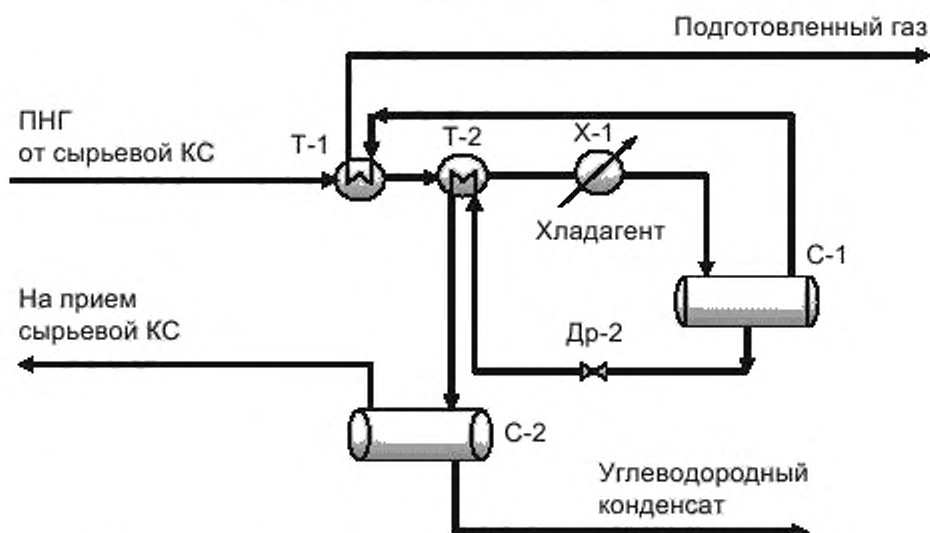 Подготовленный газ
ПНГ
от сырьевой КС
Т-1
Т-2
Х-1
Хладагент
С-1
На прием
сырьевой КС
Др-2
С-2
Углеводородный
конденсат